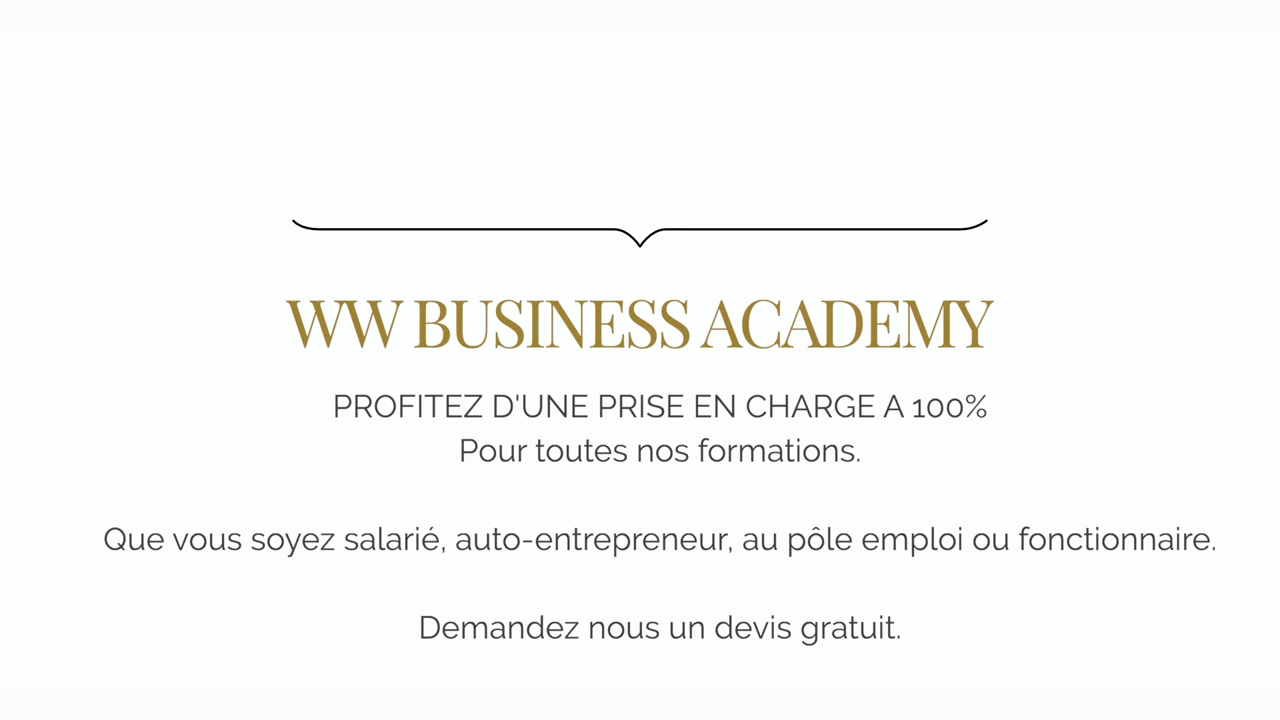 WW BUSINESS ACADEMY
PROFITEZ D'UNE PRISE EN CHARGE A 100%
Pour toutes nos formations.
Que vous soyez salarié, auto-entrepreneur, au pôle emploi ou fonctionnaire.
Demandez nous un devis gratuit.